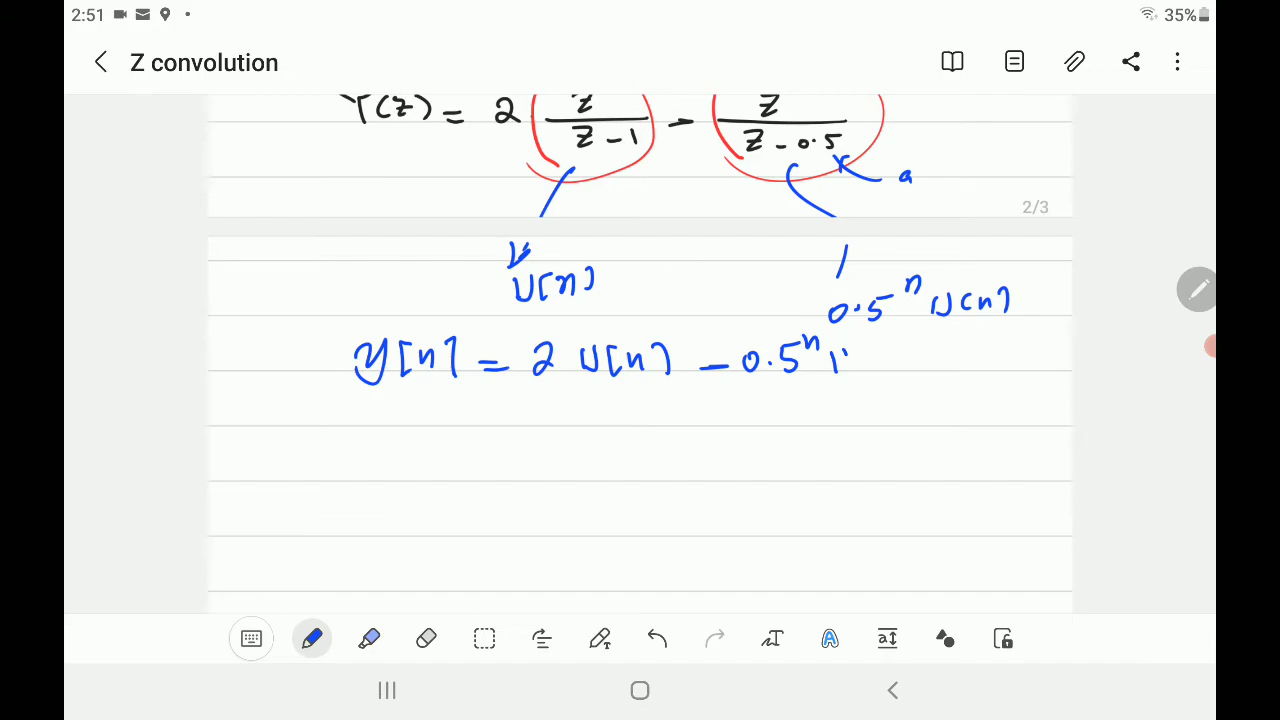 2:51 35%
Z convolution
Y(z) = 2 z/(z - 1) - z/(z - 0.5)
a
2/3
U[n]
0.5^n U[n]
y[n] = 2 U[n] - 0.5^n